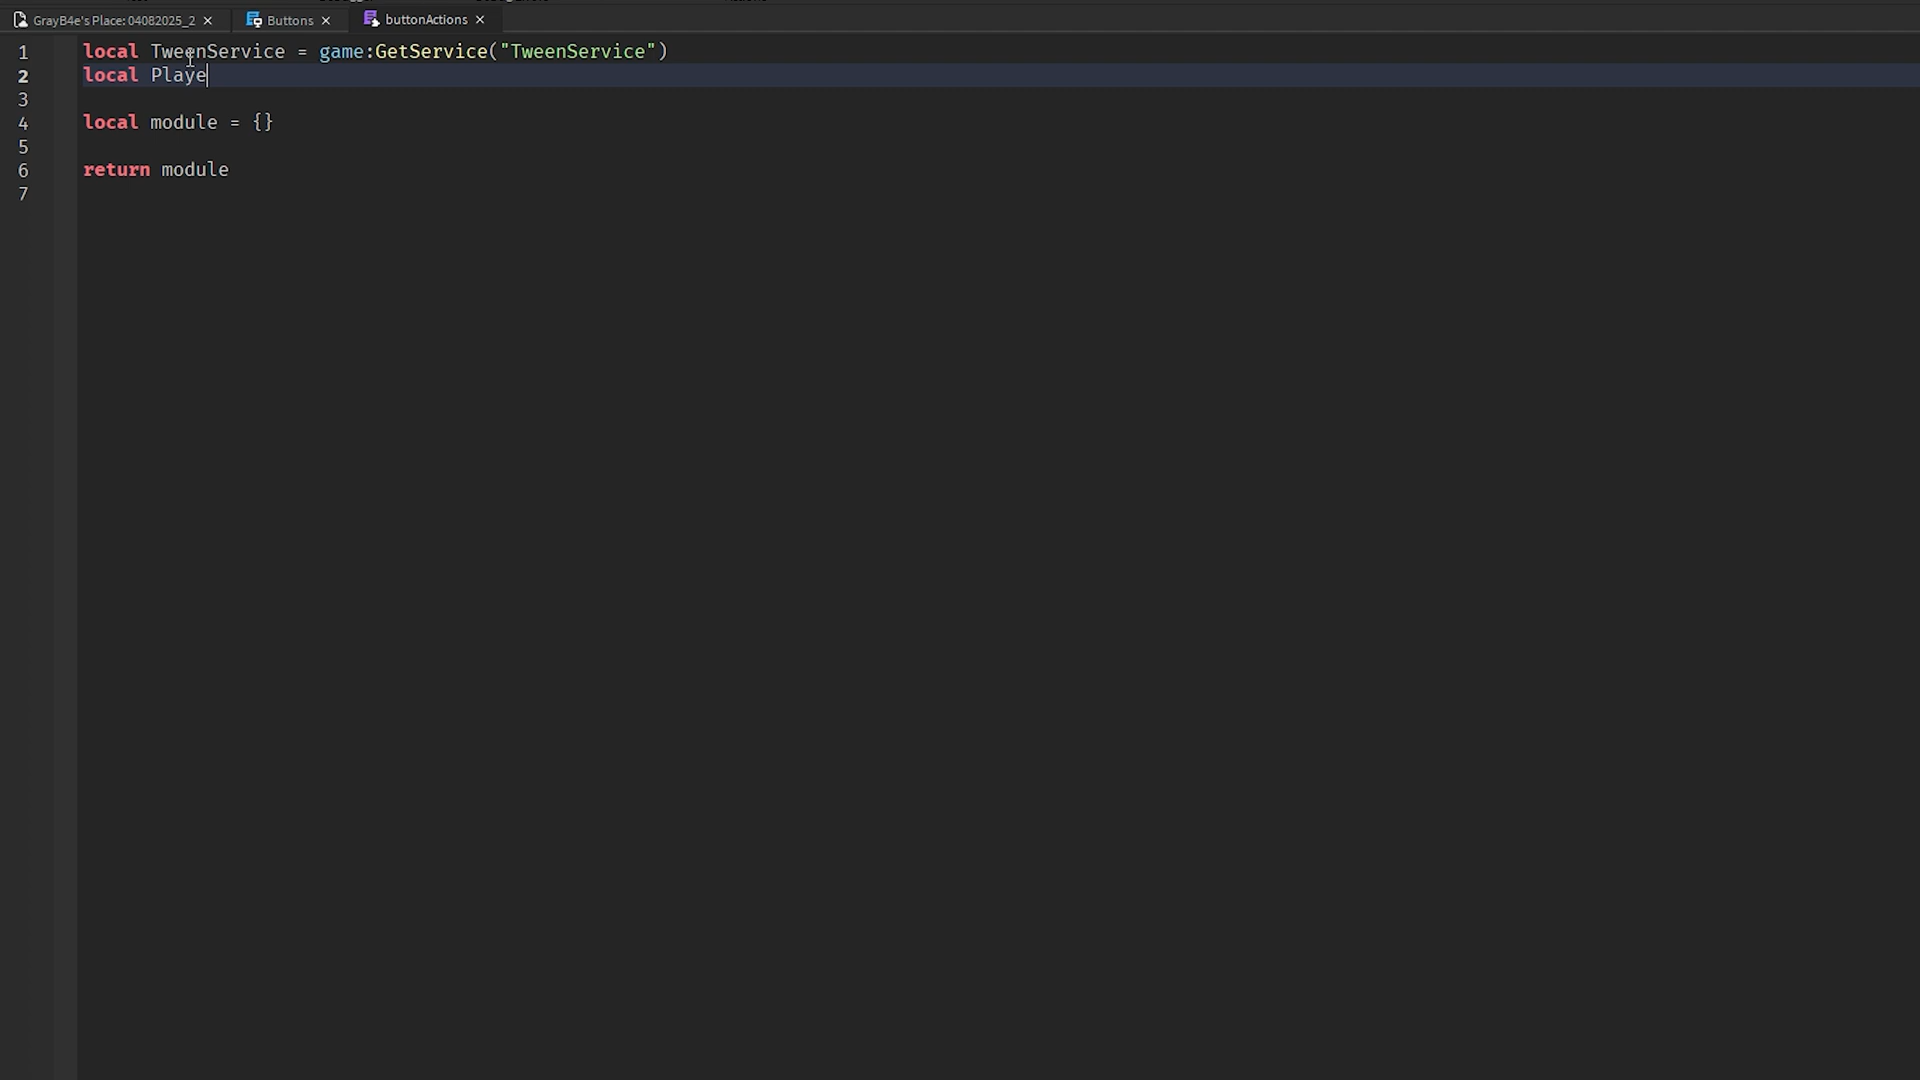 GrayB4e's Place: 04082025_2 × Buttons × buttonActions ×
1 local TweenService = game:GetService("TweenService")
2 local Playe
3
4 local module = {}
5
6 return module
7